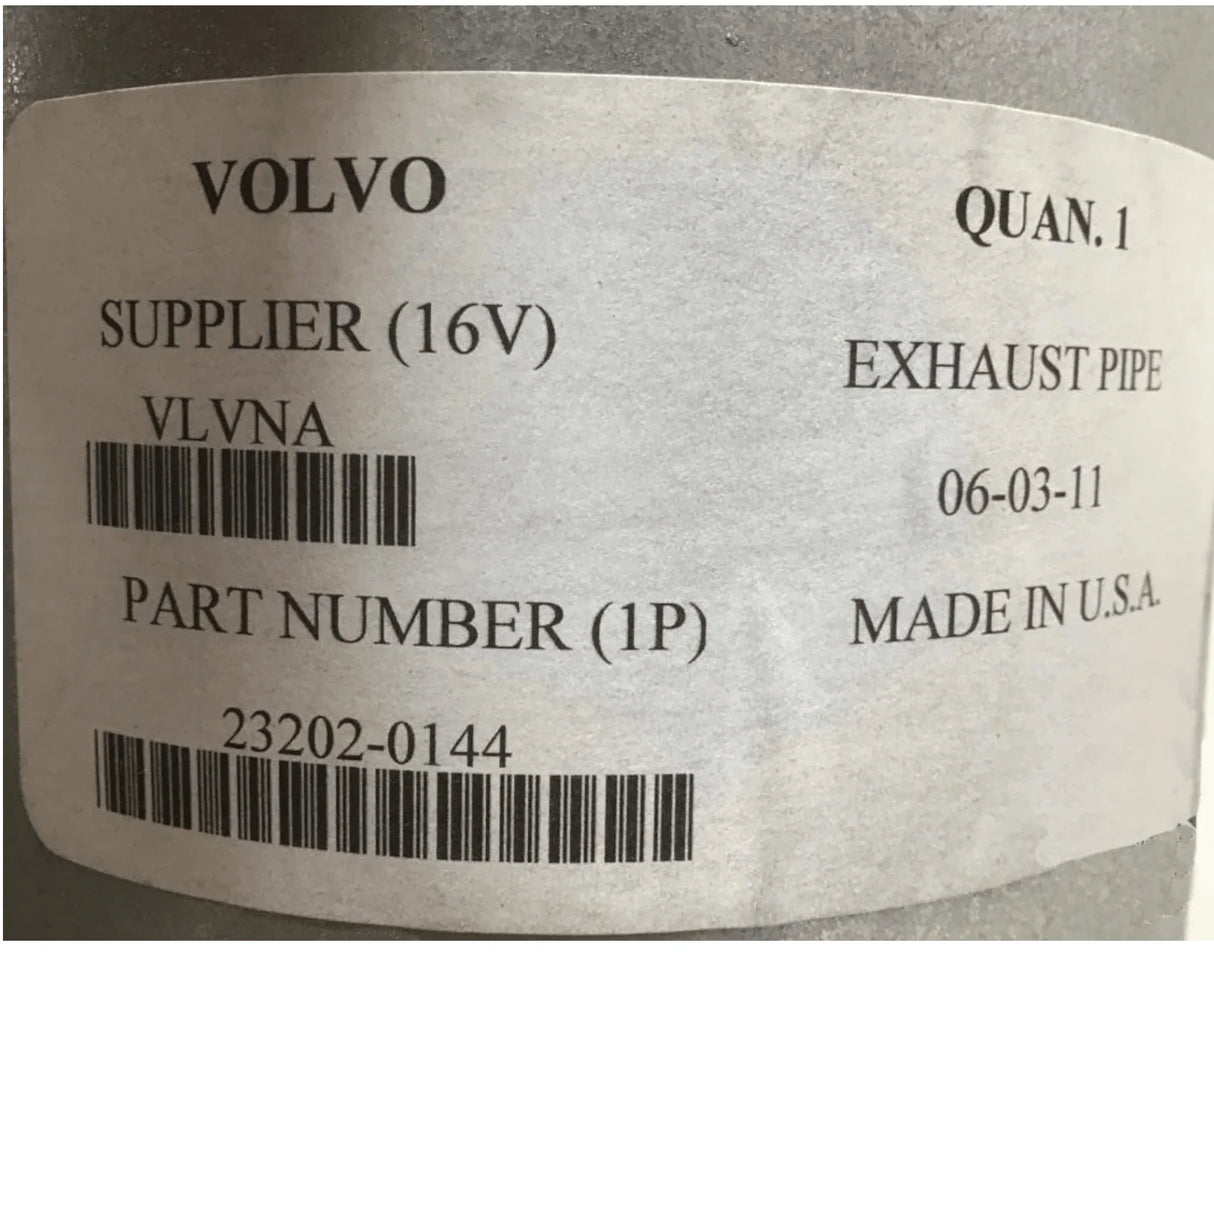 VOLVO
QUAN. 1
SUPPLIER (16V)
EXHAUST PIPE
VLVNA
06-03-11
PART NUMBER (1P)
MADE IN U.S.A.
23202-0144